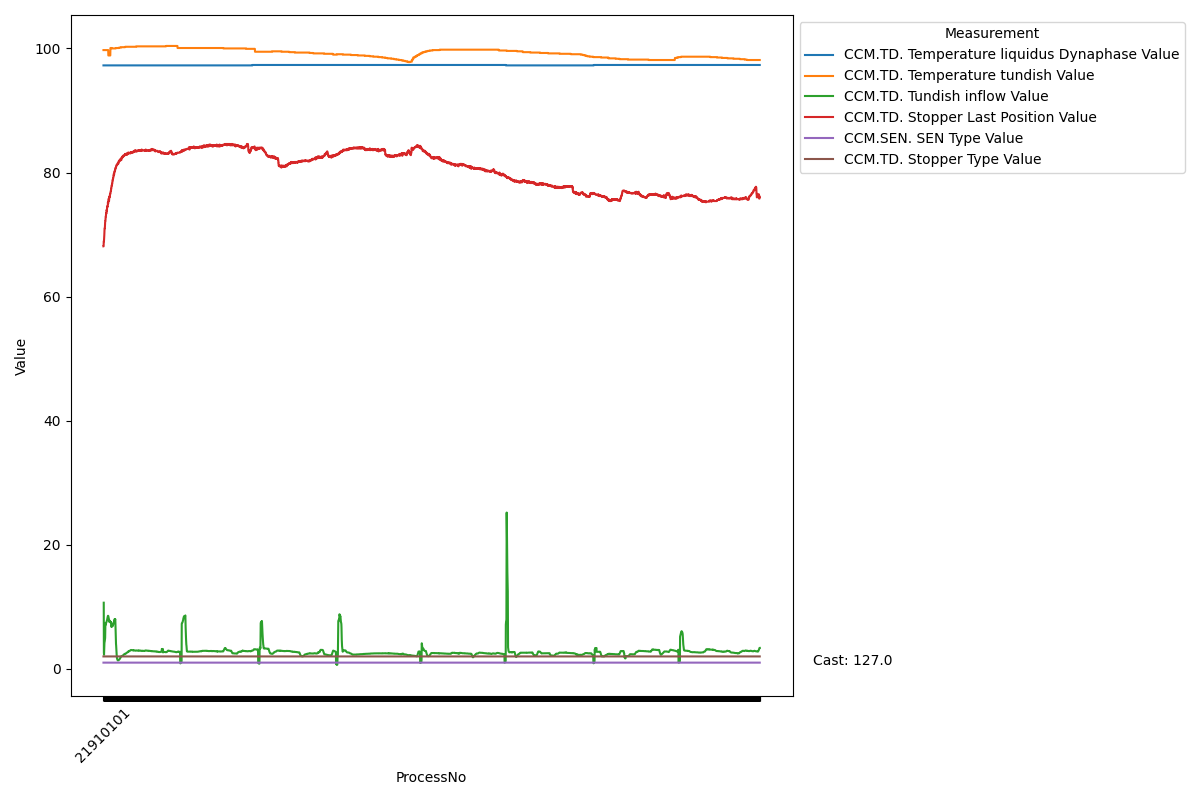 Measurement
CCM.TD. Temperature liquidus Dynaphase Value
CCM.TD. Temperature tundish Value
CCM.TD. Tundish inflow Value
CCM.TD. Stopper Last Position Value
CCM.SEN. SEN Type Value
CCM.TD. Stopper Type Value
100
80
60
40
20
0
Value
Cast: 127.0
21910101
ProcessNo